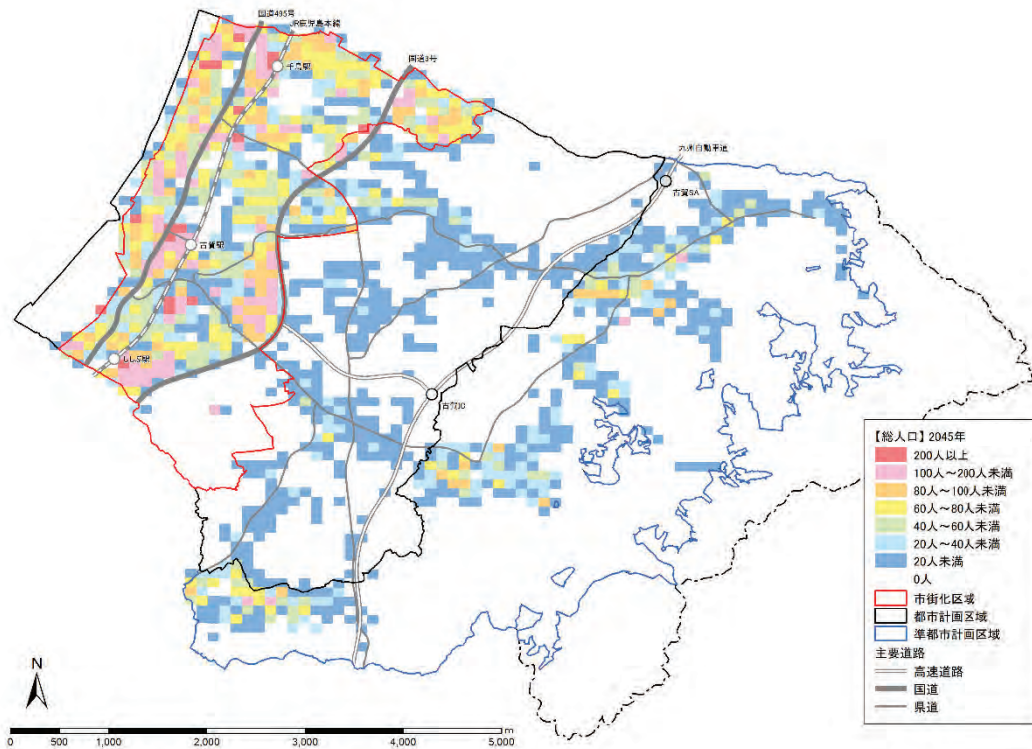 国道495号
JR鹿児島本線
千鳥駅
国道3号
九州自動車道
古賀SA
古賀駅
ししぶ駅
古賀IC
【総人口】2045年
200人以上
100人～200人未満
80人～100人未満
60人～80人未満
40人～60人未満
20人～40人未満
20人未満
0人
市街化区域
都市計画区域
準都市計画区域
主要道路
高速道路
国道
県道
N
m
0 500 1,000 2,000 3,000 4,000 5,000